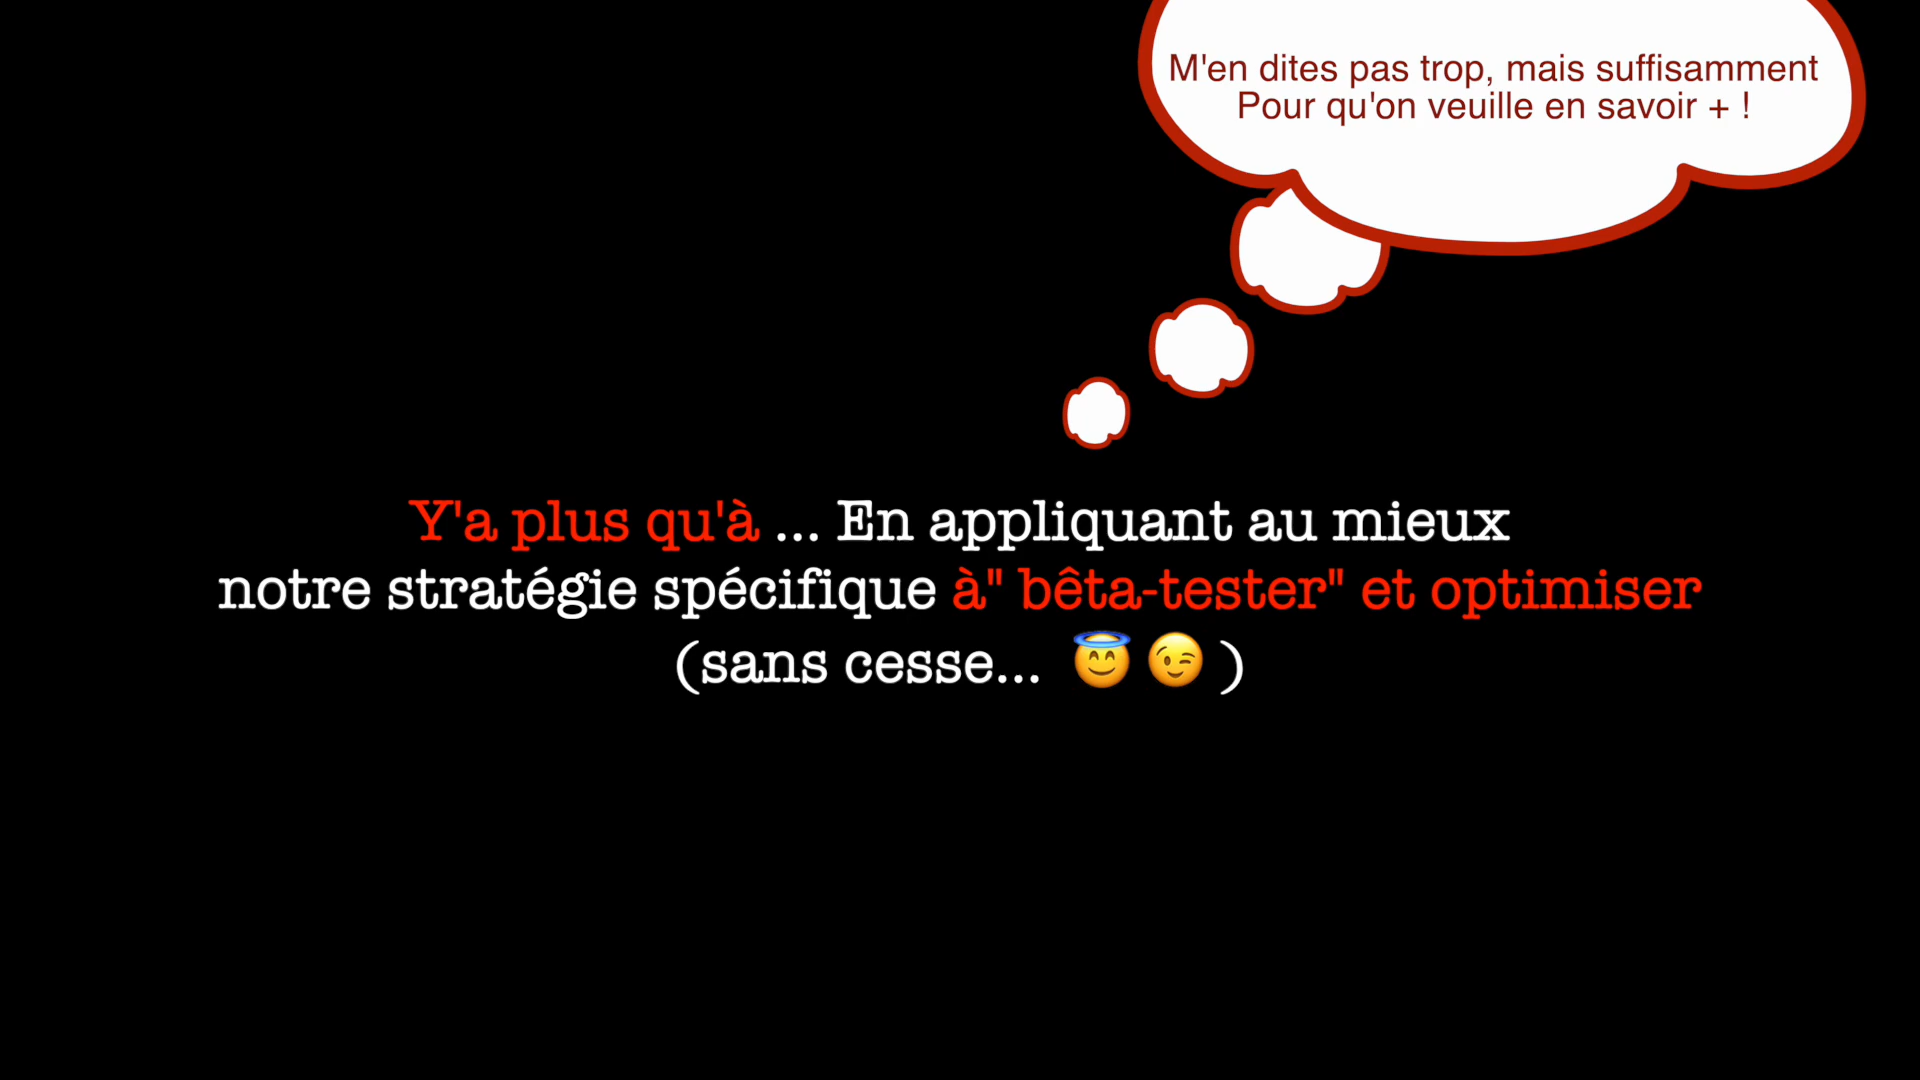 M'en dites pas trop, mais suffisamment
Pour qu'on veuille en savoir + !
Y'a plus qu'à ... En appliquant au mieux
notre stratégie spécifique à" bêta-tester" et optimiser
(sans cesse... 😇 😉 )